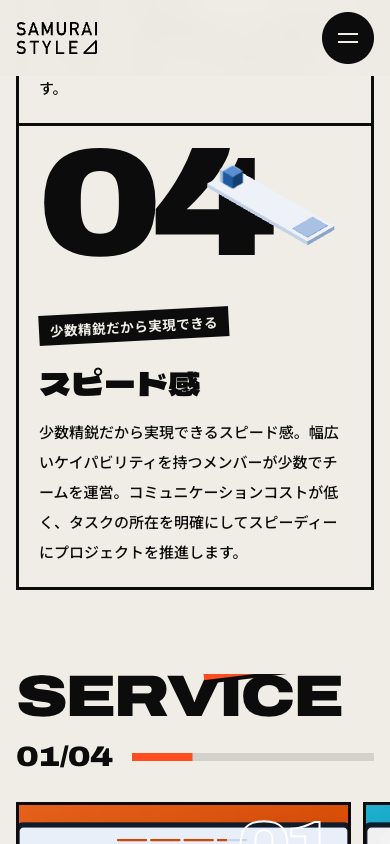 SAMURAI
STYLE
す。
04
少数精鋭だから実現できる
スピード感
少数精鋭だから実現できるスピード感。幅広
いケイパビリティを持つメンバーが少数でチ
ームを運営。コミュニケーションコストが低
く、タスクの所在を明確にしてスピーディー
にプロジェクトを推進します。
SERVICE
01/04
01